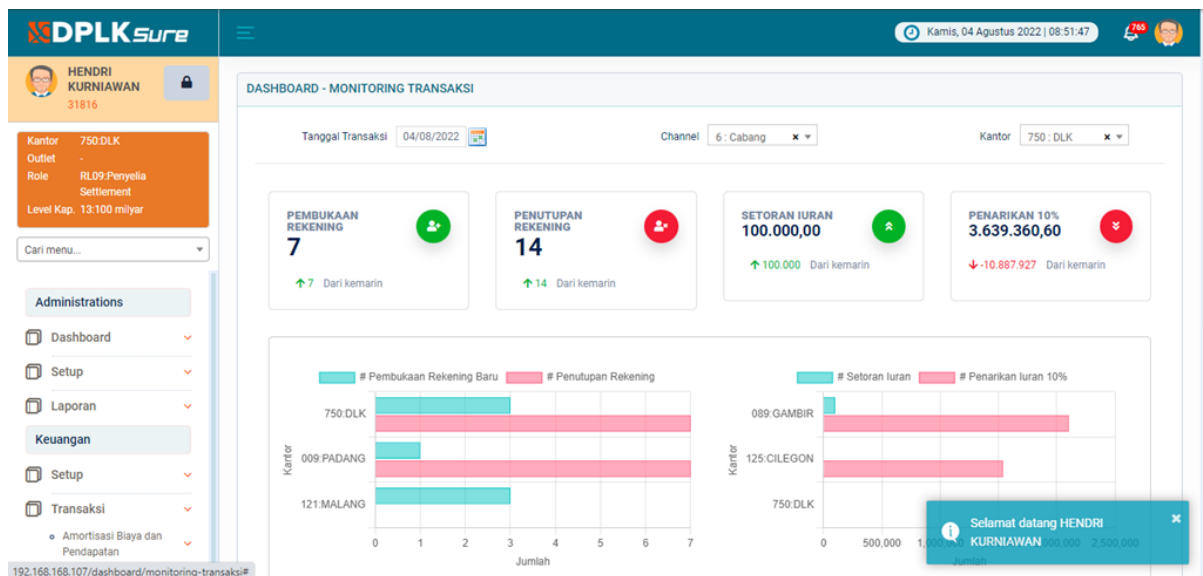 DPLKSure
Kamis, 04 Agustus 2022 | 08:51:47
765
HENDRI
KURNIAWAN
31816
Kantor 750:DLK
Outlet -
Role RL09:Penyelia
Settlement
Level Kap. 13:100 milyar
Cari menu...
Administrations
Dashboard
Setup
Laporan
Keuangan
Setup
Transaksi
Amortisasi Biaya dan
Pendapatan
192.168.168.107/dashboard/monitoring-transaksi#
DASHBOARD - MONITORING TRANSAKSI
Tanggal Transaksi 04/08/2022 Channel 6 : Cabang Kantor 750 : DLK
PEMBUKAAN
REKENING
7
7 Dari kemarin
PENUTUPAN
REKENING
14
14 Dari kemarin
SETORAN IURAN
100.000,00
100.000 Dari kemarin
PENARIKAN 10%
3.639.360,60
-10.887.927 Dari kemarin
# Pembukaan Rekening Baru # Penutupan Rekening
Kantor
750:DLK
009:PADANG
121:MALANG
0 1 2 3 4 5 6 7
Jumlah
# Setoran Iuran # Penarikan Iuran 10%
Kantor
089:GAMBIR
125:CILEGON
750:DLK
0 500,000 2,500,000
Jumlah
Selamat datang HENDRI
KURNIAWAN